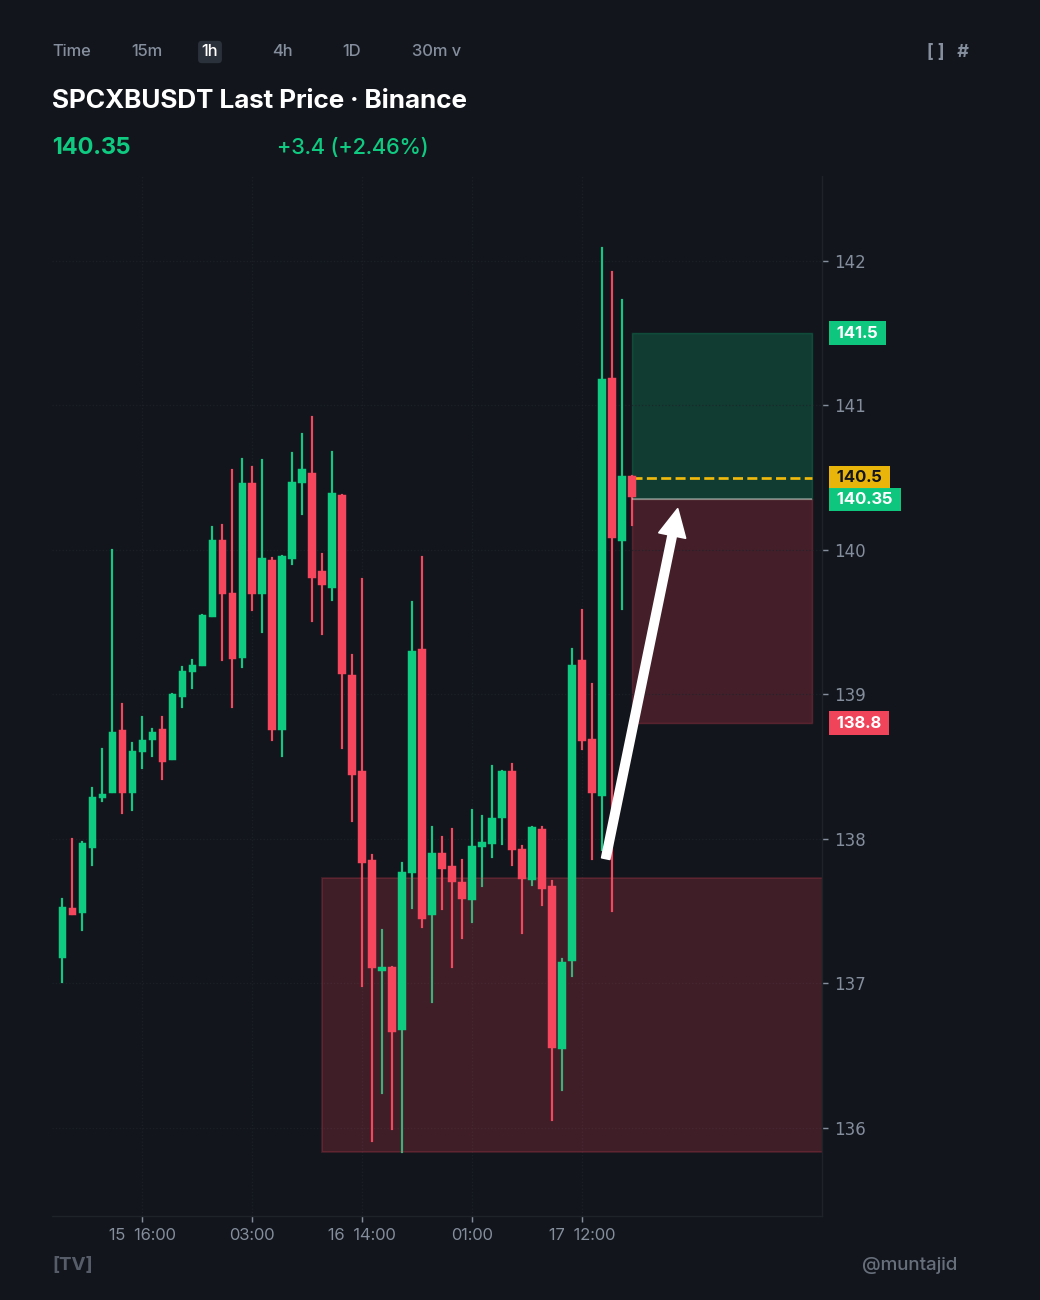 Time 15m 1h 4h 1D 30m v [ ] #
SPCXBUSDT Last Price · Binance
140.35 +3.4 (+2.46%)
142
141.5
141
140.5
140.35
140
139
138.8
138
137
136
15 16:00 03:00 16 14:00 01:00 17 12:00
[TV] @muntajid